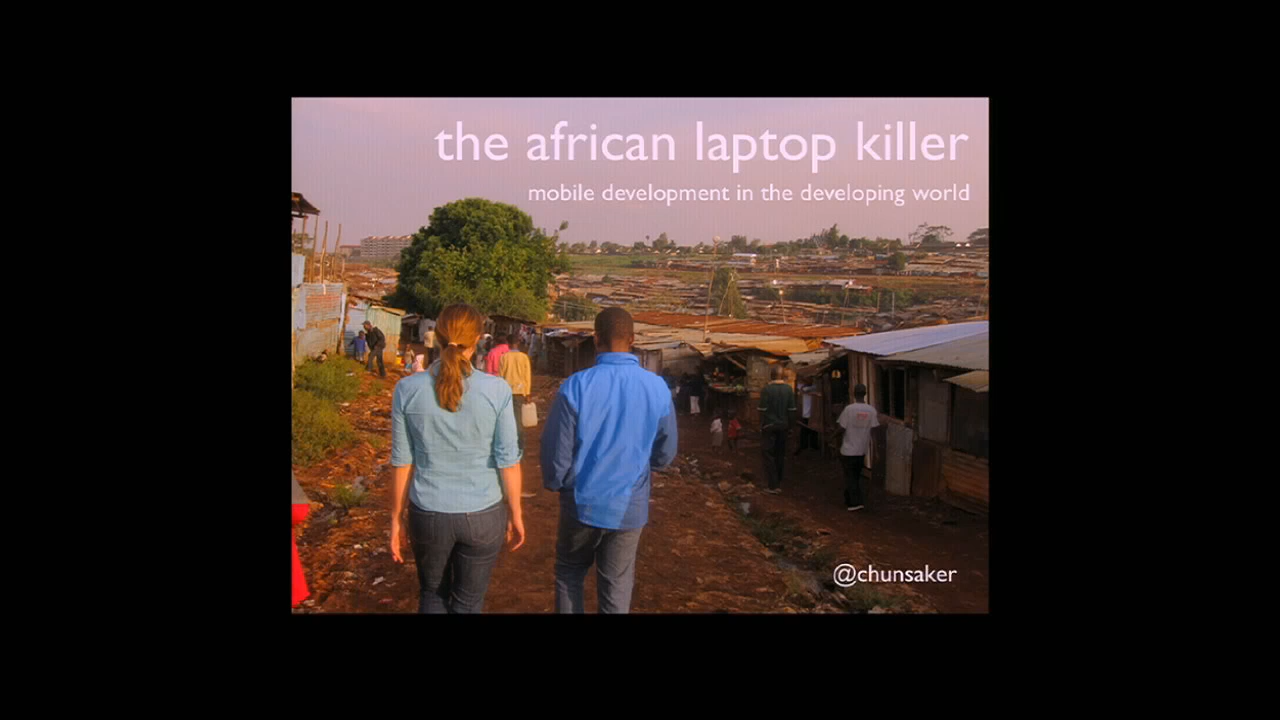 the african laptop killer
mobile development in the developing world
@chunsaker